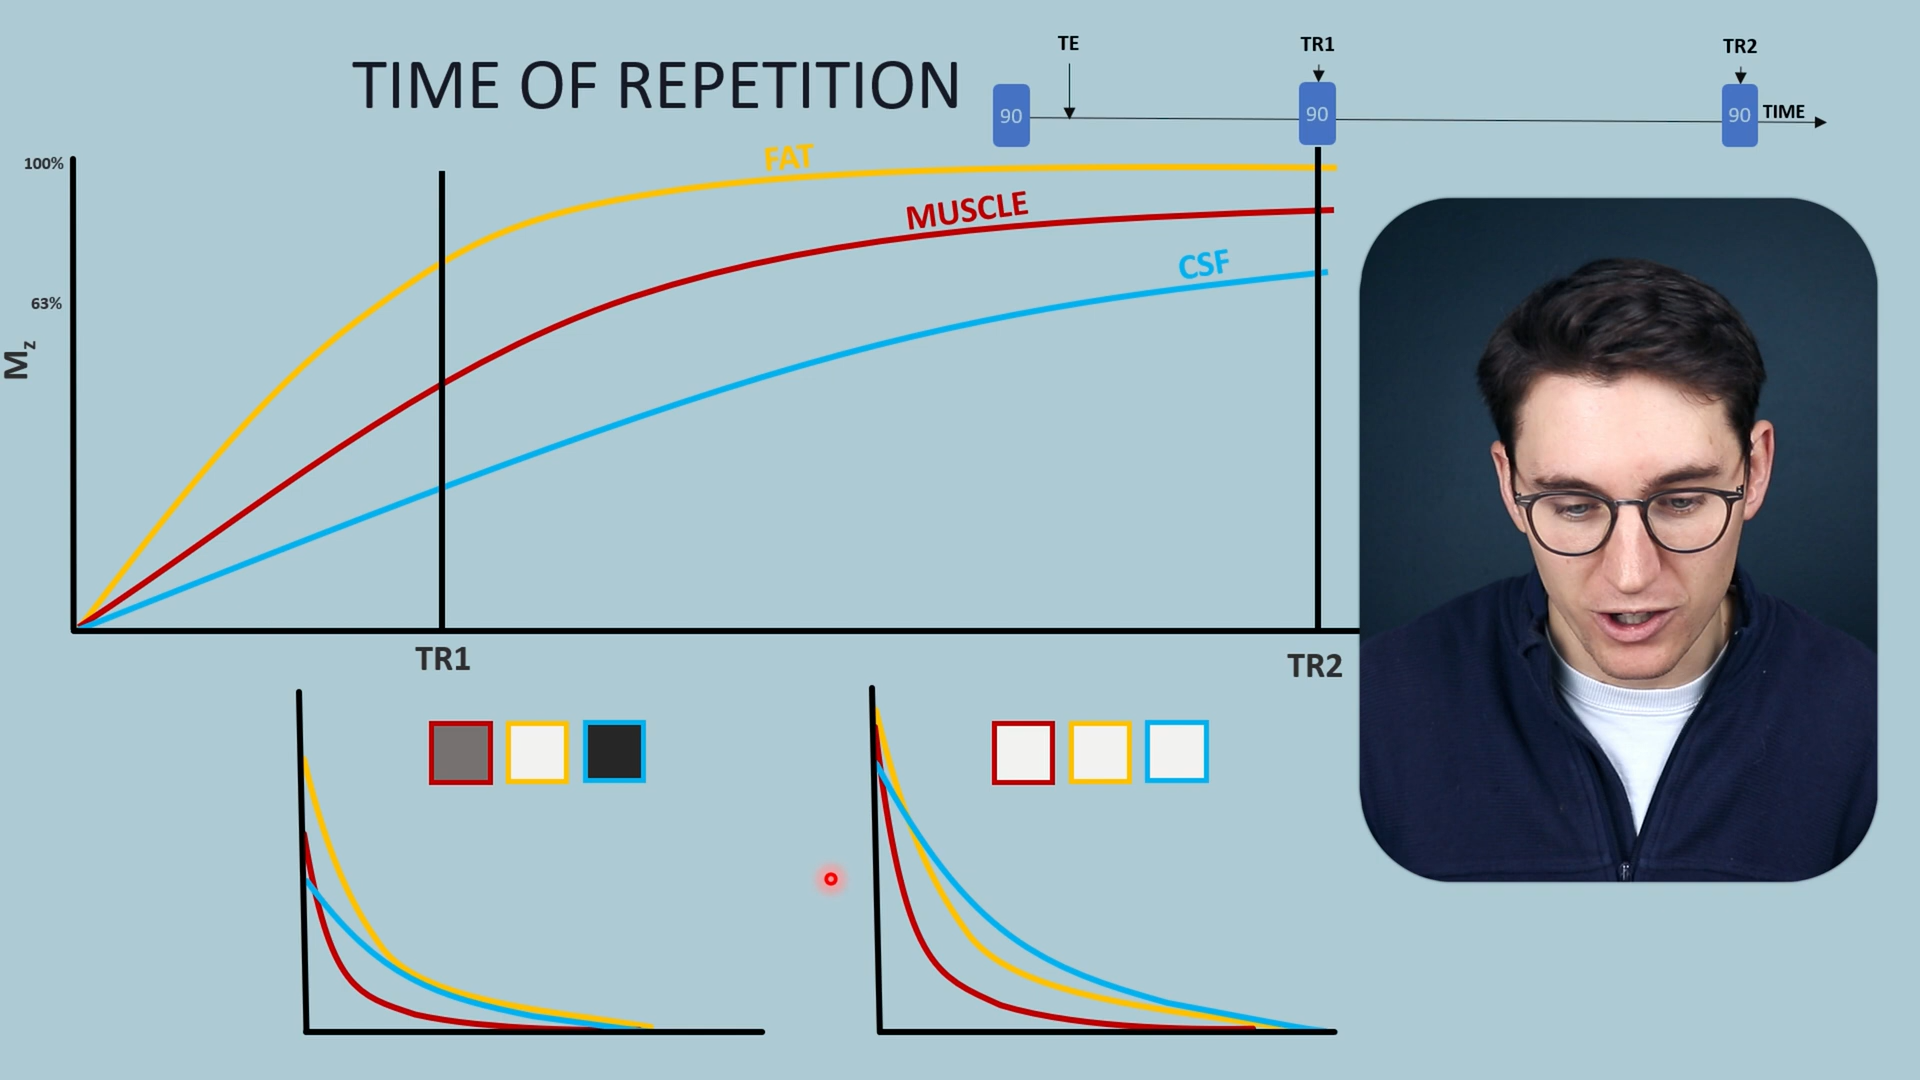 TIME OF REPETITION
TE
TR1
TR2
90
90
90
TIME
100%
63%
Mz
FAT
MUSCLE
CSF
TR1
TR2